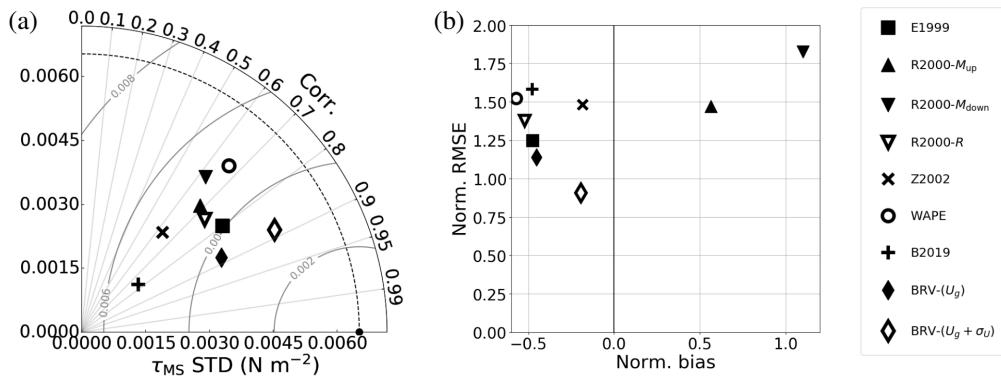 (a)
0.0 0.1 0.2 0.3 0.4 0.5 0.6 0.7 0.8 0.9 0.95 0.99
Corr.
0.0060
0.0045
0.0030
0.0015
0.0000
0.008
0.006
0.002
0.0000 0.0015 0.0030 0.0045 0.0060
τMS STD (N m−2)
(b)
2.00
1.75
1.50
1.25
1.00
0.75
0.50
0.25
0.00
Norm. RMSE
−0.5 0.0 0.5 1.0
Norm. bias
E1999
R2000-Mup
R2000-Mdown
R2000-R
Z2002
WAPE
B2019
BRV-(Ug)
BRV-(Ug + σU)